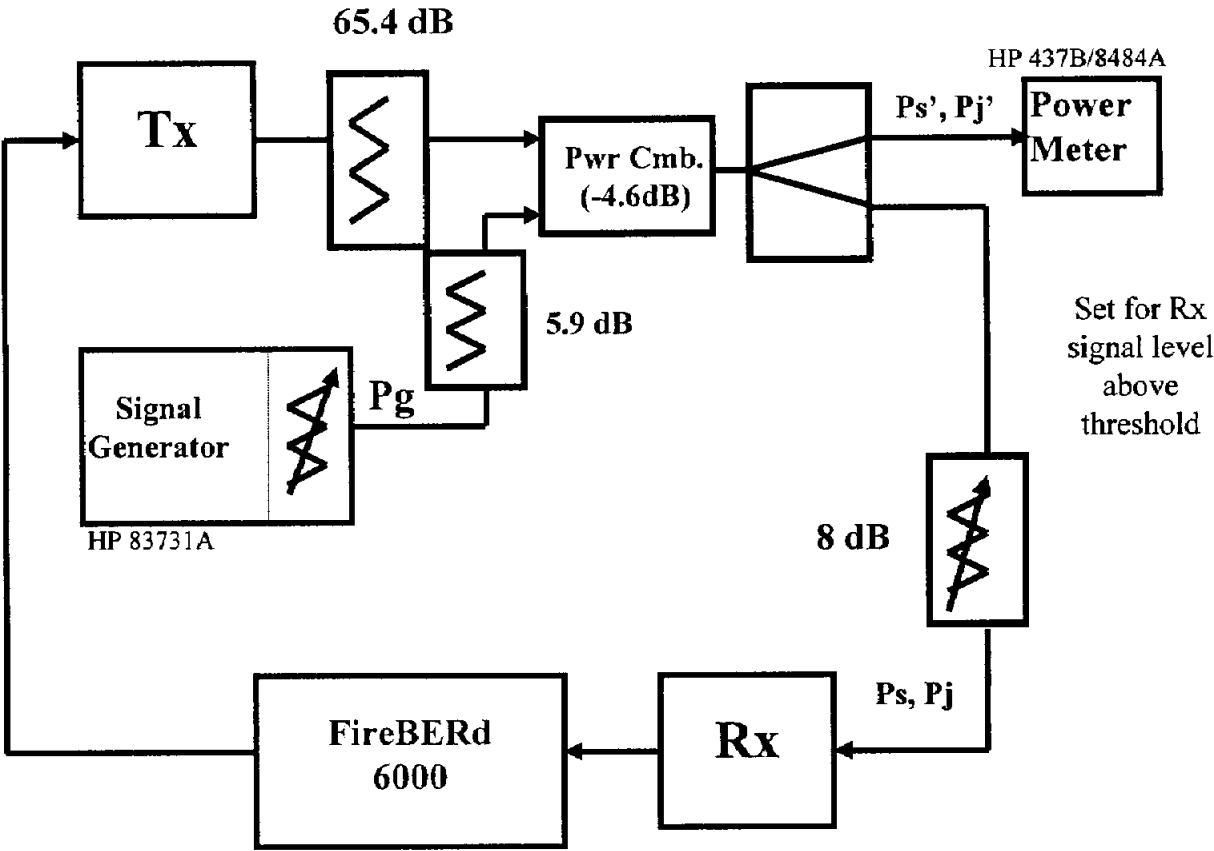 65.4 dB
HP 437B/8484A
Tx
Ps’, Pj’
Power
Meter
Pwr Cmb.
(-4.6dB)
5.9 dB
Set for Rx
signal level
above
threshold
Signal
Generator
Pg
HP 83731A
8 dB
Ps, Pj
FireBERd
6000
Rx